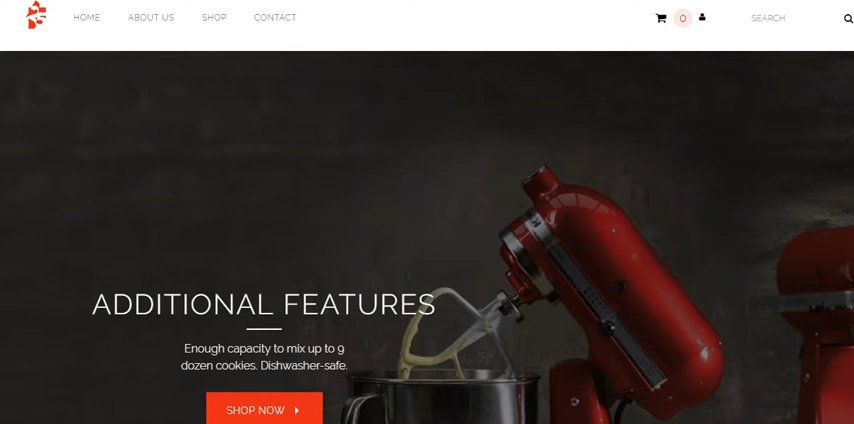 HOME
ABOUT US
SHOP
CONTACT
0
SEARCH
ADDITIONAL FEATURES
Enough capacity to mix up to 9
dozen cookies. Dishwasher-safe.
SHOP NOW